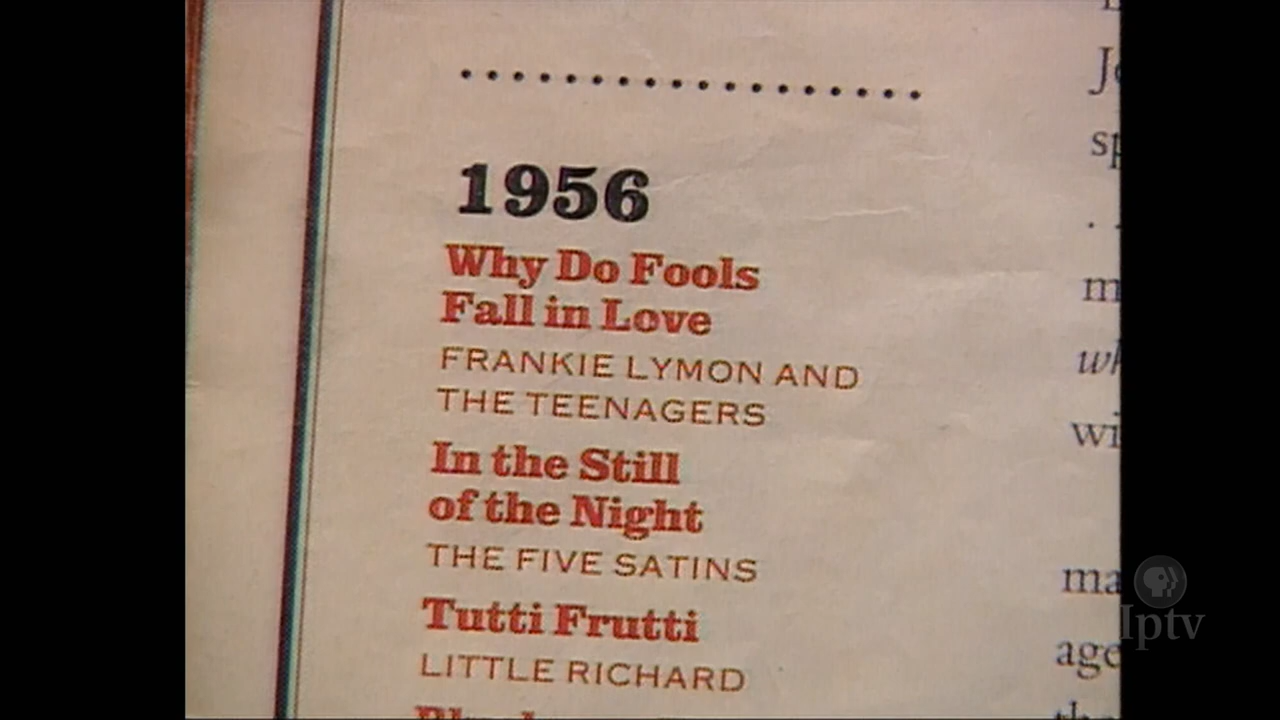 1956
Why Do Fools
Fall in Love
FRANKIE LYMON AND
THE TEENAGERS
In the Still
of the Night
THE FIVE SATINS
Tutti Frutti
LITTLE RICHARD
Iptv